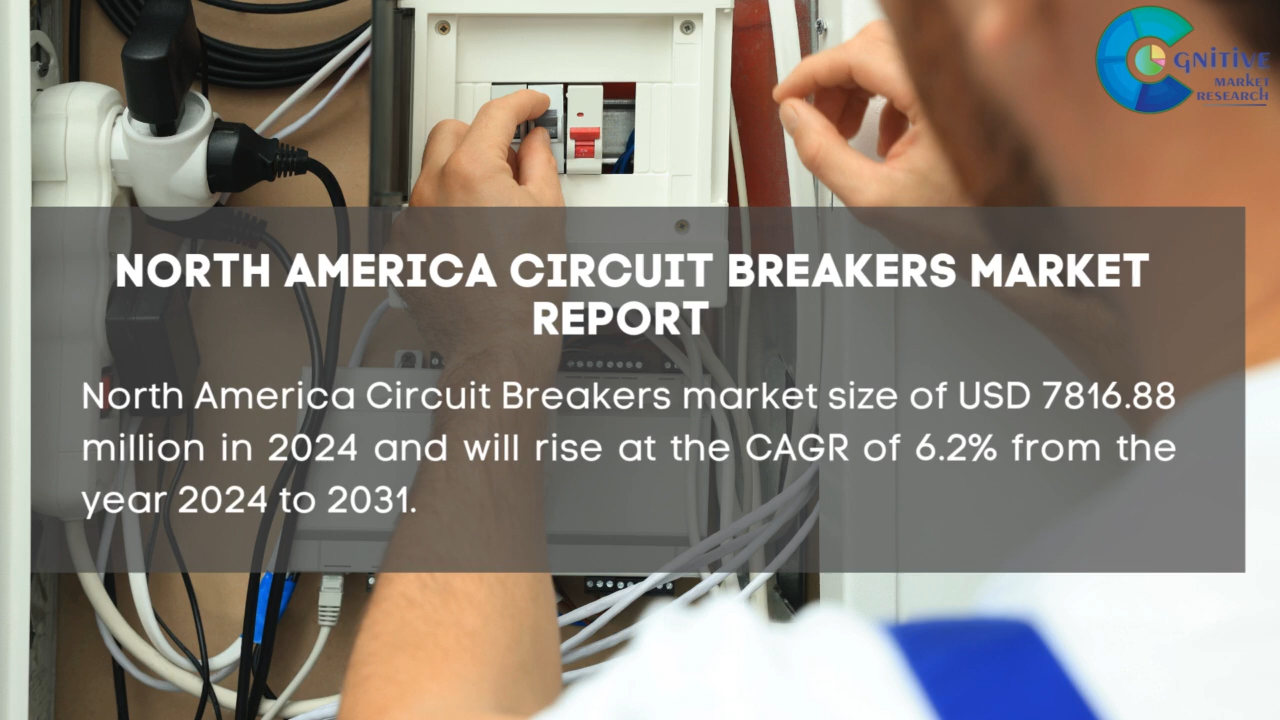 GNITIVE
MARKET
RESEARCH
NORTH AMERICA CIRCUIT BREAKERS MARKET
REPORT
North America Circuit Breakers market size of USD 7816.88
million in 2024 and will rise at the CAGR of 6.2% from the
year 2024 to 2031.